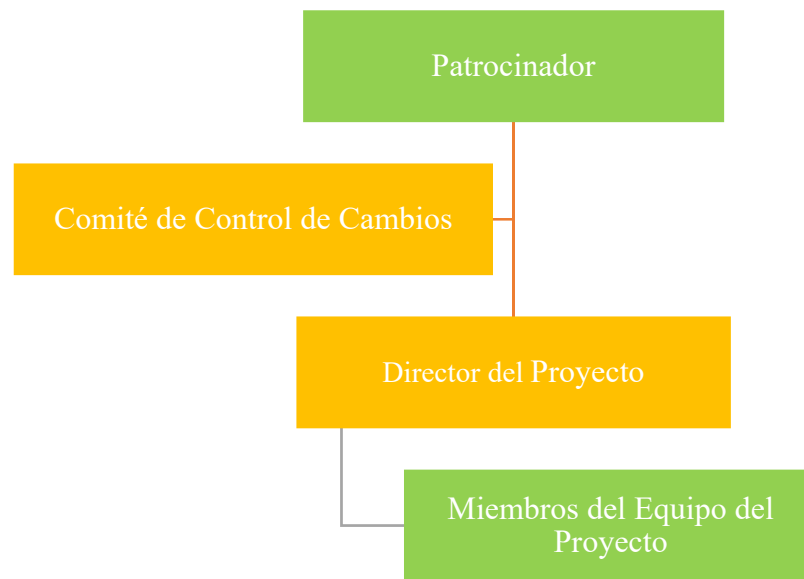 Patrocinador
Comité de Control de Cambios
Director del Proyecto
Miembros del Equipo del
Proyecto